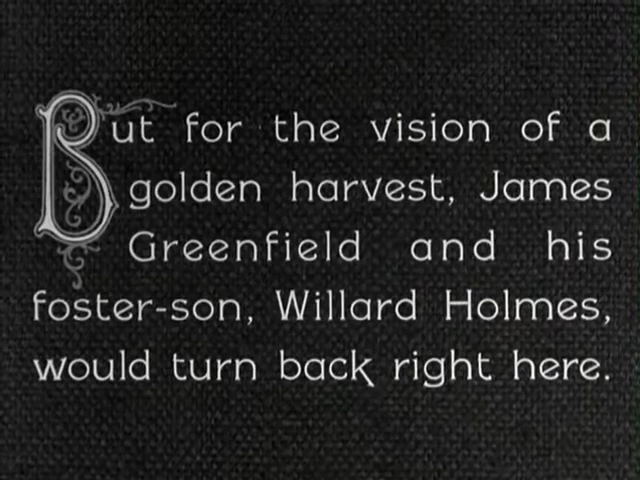 But for the vision of a
golden harvest, James
Greenfield and his
foster-son, Willard Holmes,
would turn back right here.